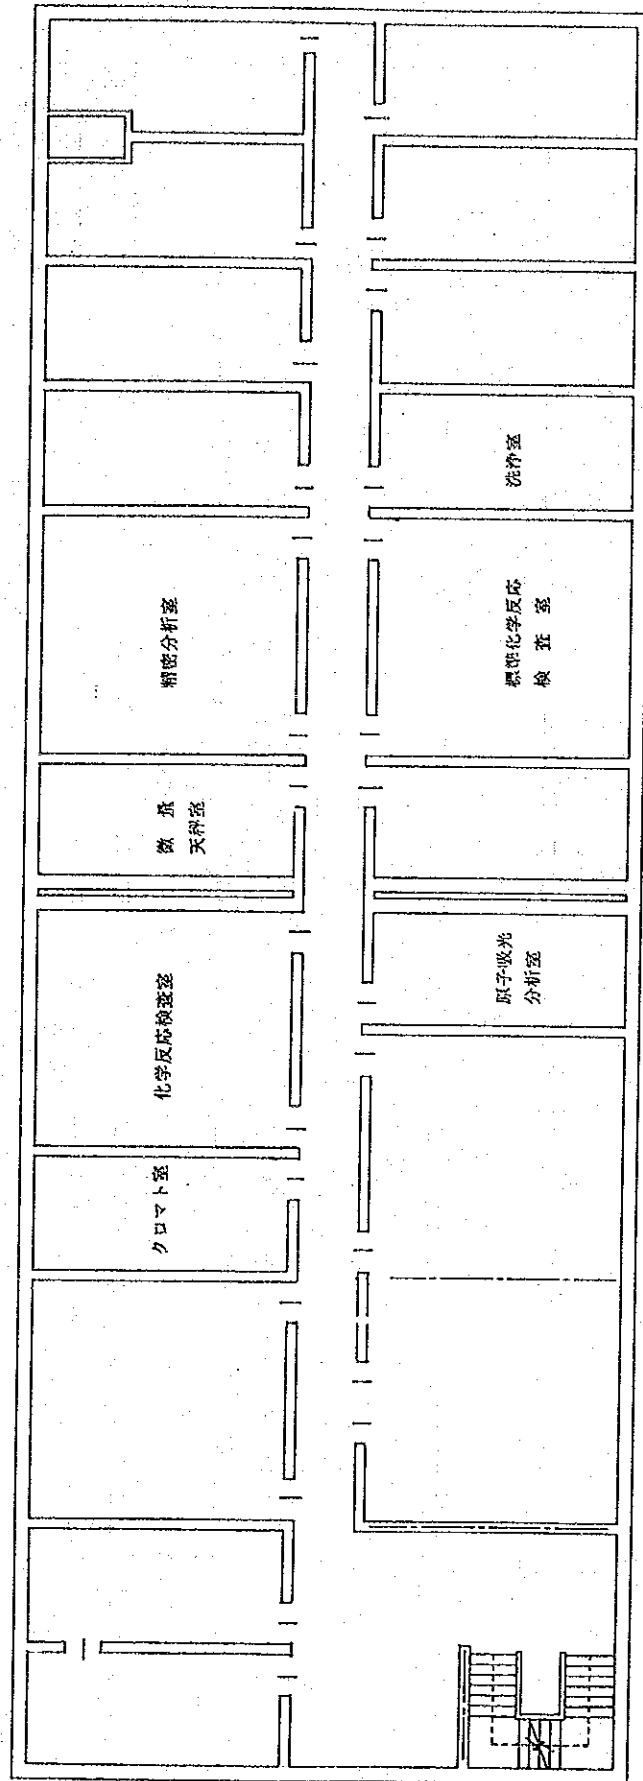 精密分析室
微量
天秤室
化学反応検査室
クロマト室
洗浄室
標準化学反応
検査室
原子吸光
分析室